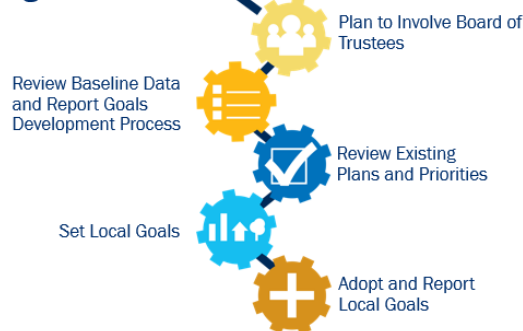 Plan to Involve Board of
Trustees
Review Baseline Data
and Report Goals
Development Process
Review Existing
Plans and Priorities
Set Local Goals
Adopt and Report
Local Goals